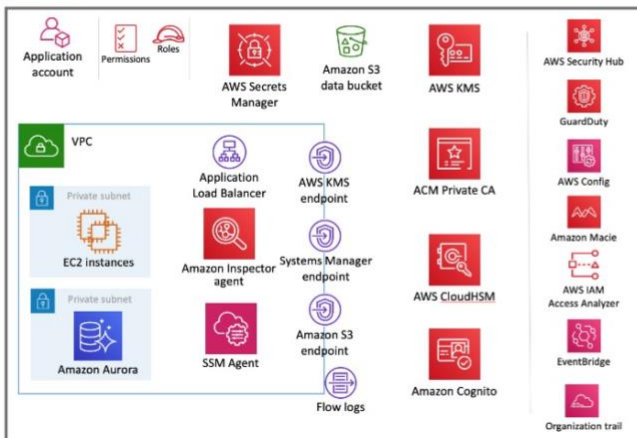 Application
account
Permissions
Roles
AWS Secrets
Manager
Amazon S3
data bucket
AWS KMS
AWS Security Hub
GuardDuty
AWS Config
Amazon Macie
AWS IAM
Access Analyzer
EventBridge
Organization trail
VPC
Private subnet
EC2 instances
Private subnet
Amazon Aurora
Application
Load Balancer
Amazon Inspector
agent
SSM Agent
AWS KMS
endpoint
Systems Manager
endpoint
Amazon S3
endpoint
Flow logs
ACM Private CA
AWS CloudHSM
Amazon Cognito